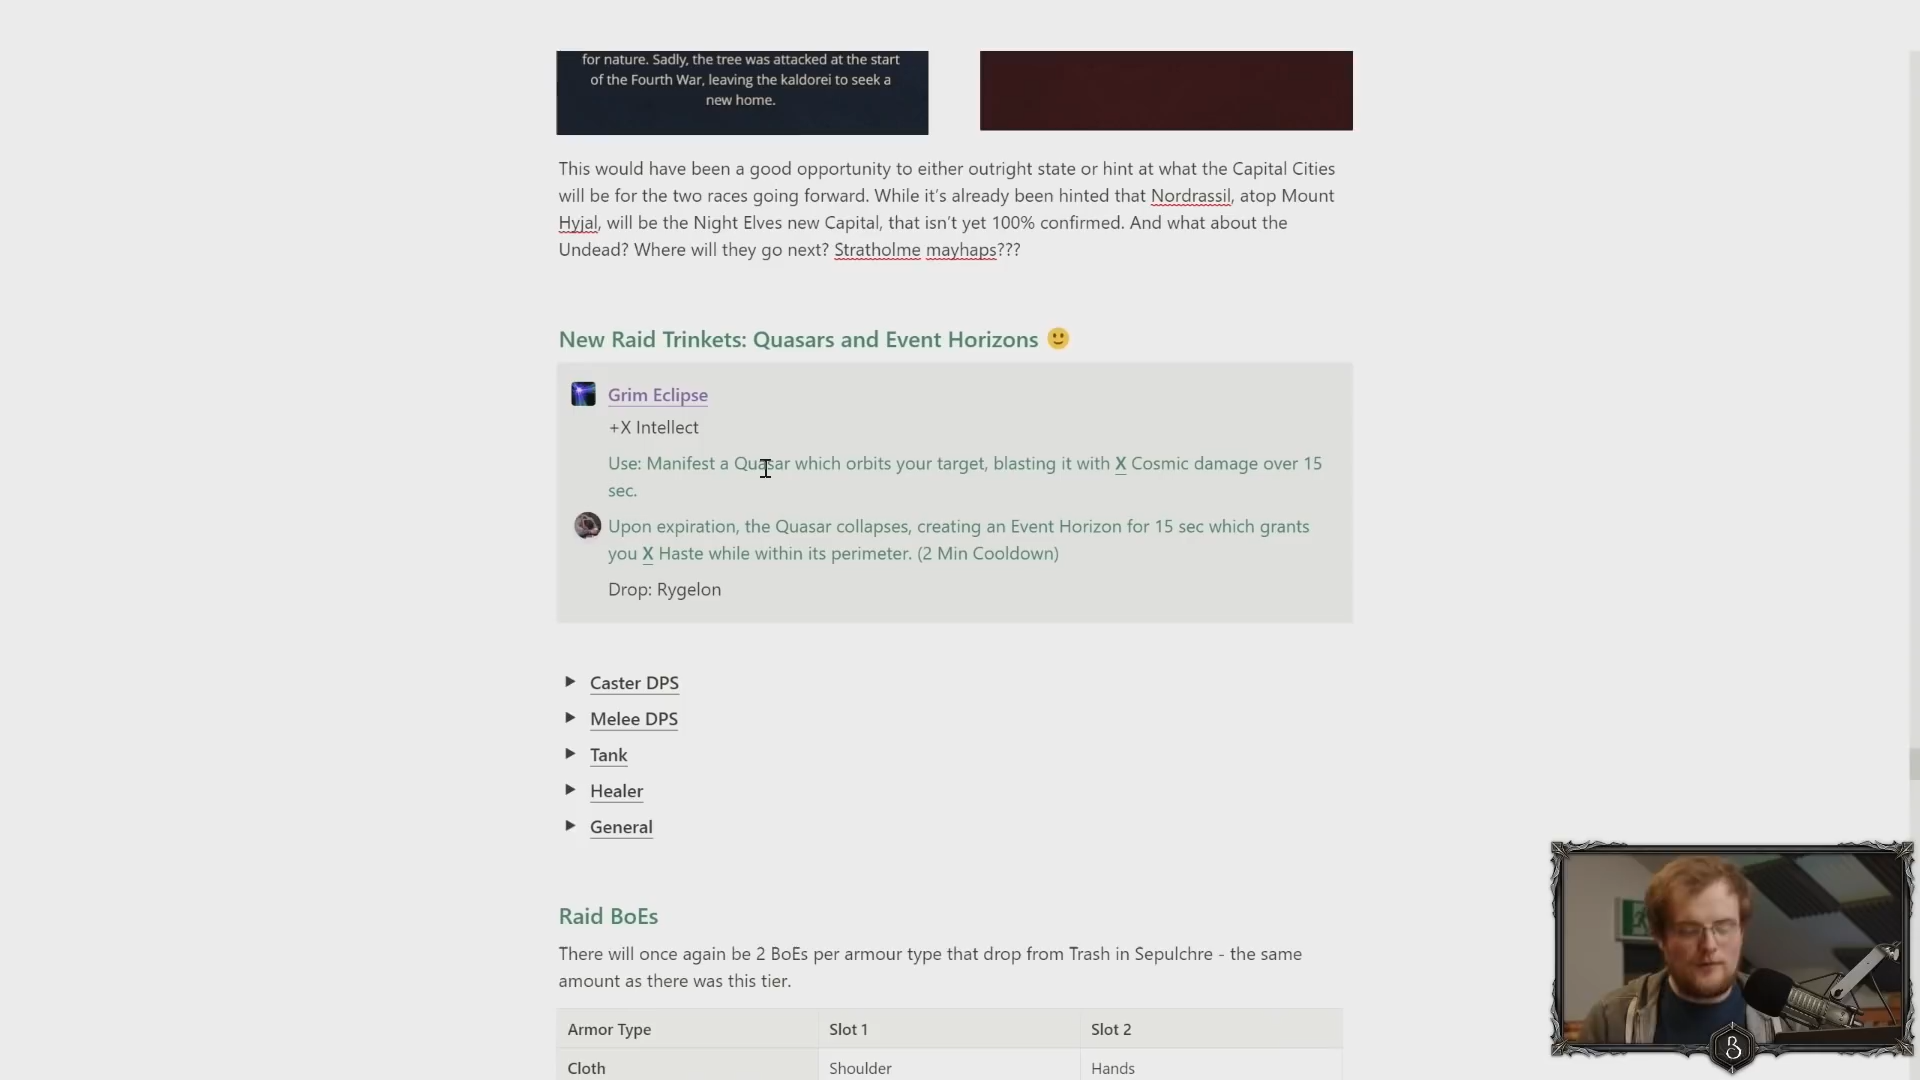 for nature. Sadly, the tree was attacked at the start
of the Fourth War, leaving the kaldorei to seek a
new home.
This would have been a good opportunity to either outright state or hint at what the Capital Cities
will be for the two races going forward. While it's already been hinted that Nordrassil, atop Mount
Hyjal, will be the Night Elves new Capital, that isn't yet 100% confirmed. And what about the
Undead? Where will they go next? Stratholme mayhaps???
New Raid Trinkets: Quasars and Event Horizons 🙂
Grim Eclipse
+X Intellect
Use: Manifest a Quasar which orbits your target, blasting it with X Cosmic damage over 15
sec.
Upon expiration, the Quasar collapses, creating an Event Horizon for 15 sec which grants
you X Haste while within its perimeter. (2 Min Cooldown)
Drop: Rygelon
Caster DPS
Melee DPS
Tank
Healer
General
Raid BoEs
There will once again be 2 BoEs per armour type that drop from Trash in Sepulchre - the same
amount as there was this tier.
Armor Type Slot 1 Slot 2
Cloth Shoulder Hands
B